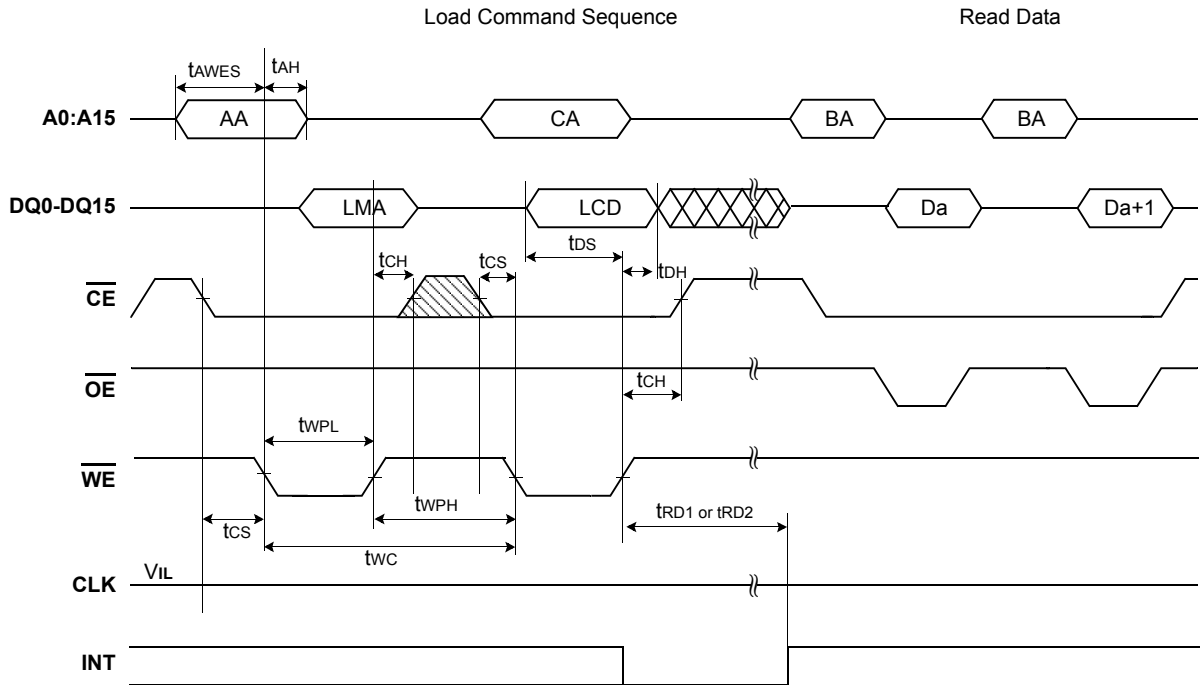 Load Command Sequence Read Data
tAWES tAH
A0:A15 AA CA BA BA
DQ0-DQ15 LMA LCD Da Da+1
tCH tCS tDS tDH
CE
OE tCH
tWPL
WE
tWPH tRD1 or tRD2
tCS
tWC
CLK VIL
INT